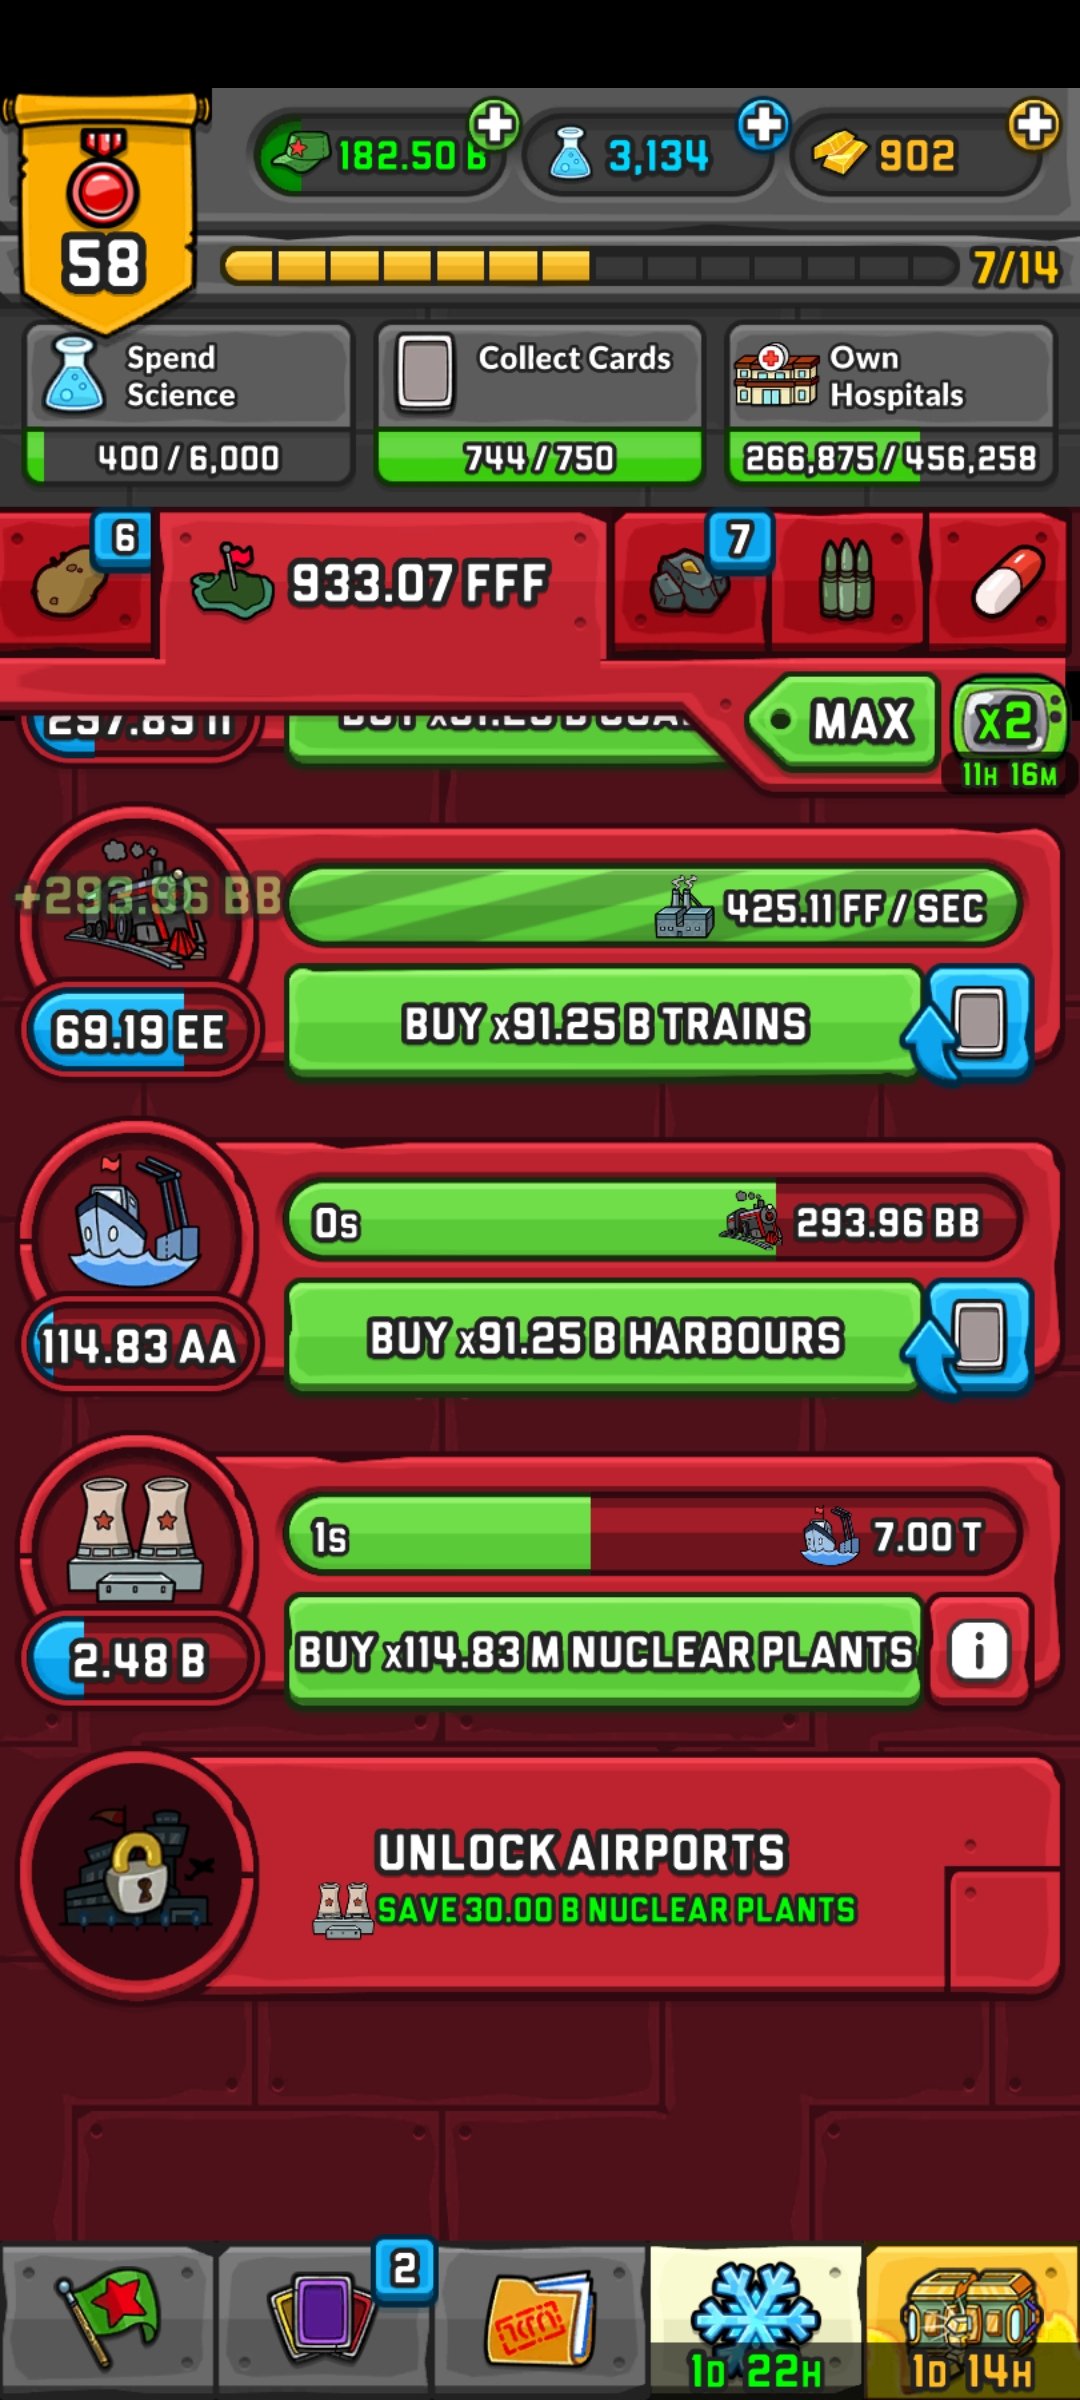 58
182.50 B
3,134
902
7/14
Spend
Science
400 / 6,000
Collect Cards
744 / 750
Own
Hospitals
266,875 / 456,258
6
933.07 FFF
7
MAX
x2
11H 16M
+293.96 BB
425.11 FF / SEC
69.19 EE
BUY x91.25 B TRAINS
0s
293.96 BB
114.83 AA
BUY x91.25 B HARBOURS
1s
7.00 T
2.48 B
BUY x114.83 M NUCLEAR PLANTS
i
UNLOCK AIRPORTS
SAVE 30.00 B NUCLEAR PLANTS
2
1D 22H
1D 14H